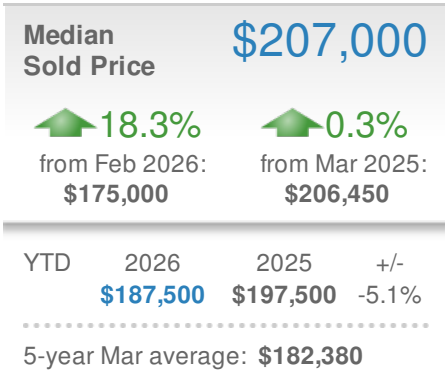 Median $207,000
Sold Price
18.3% 0.3%
from Feb 2026: from Mar 2025:
$175,000 $206,450
YTD 2026 2025 +/-
$187,500 $197,500 -5.1%
5-year Mar average: $182,380